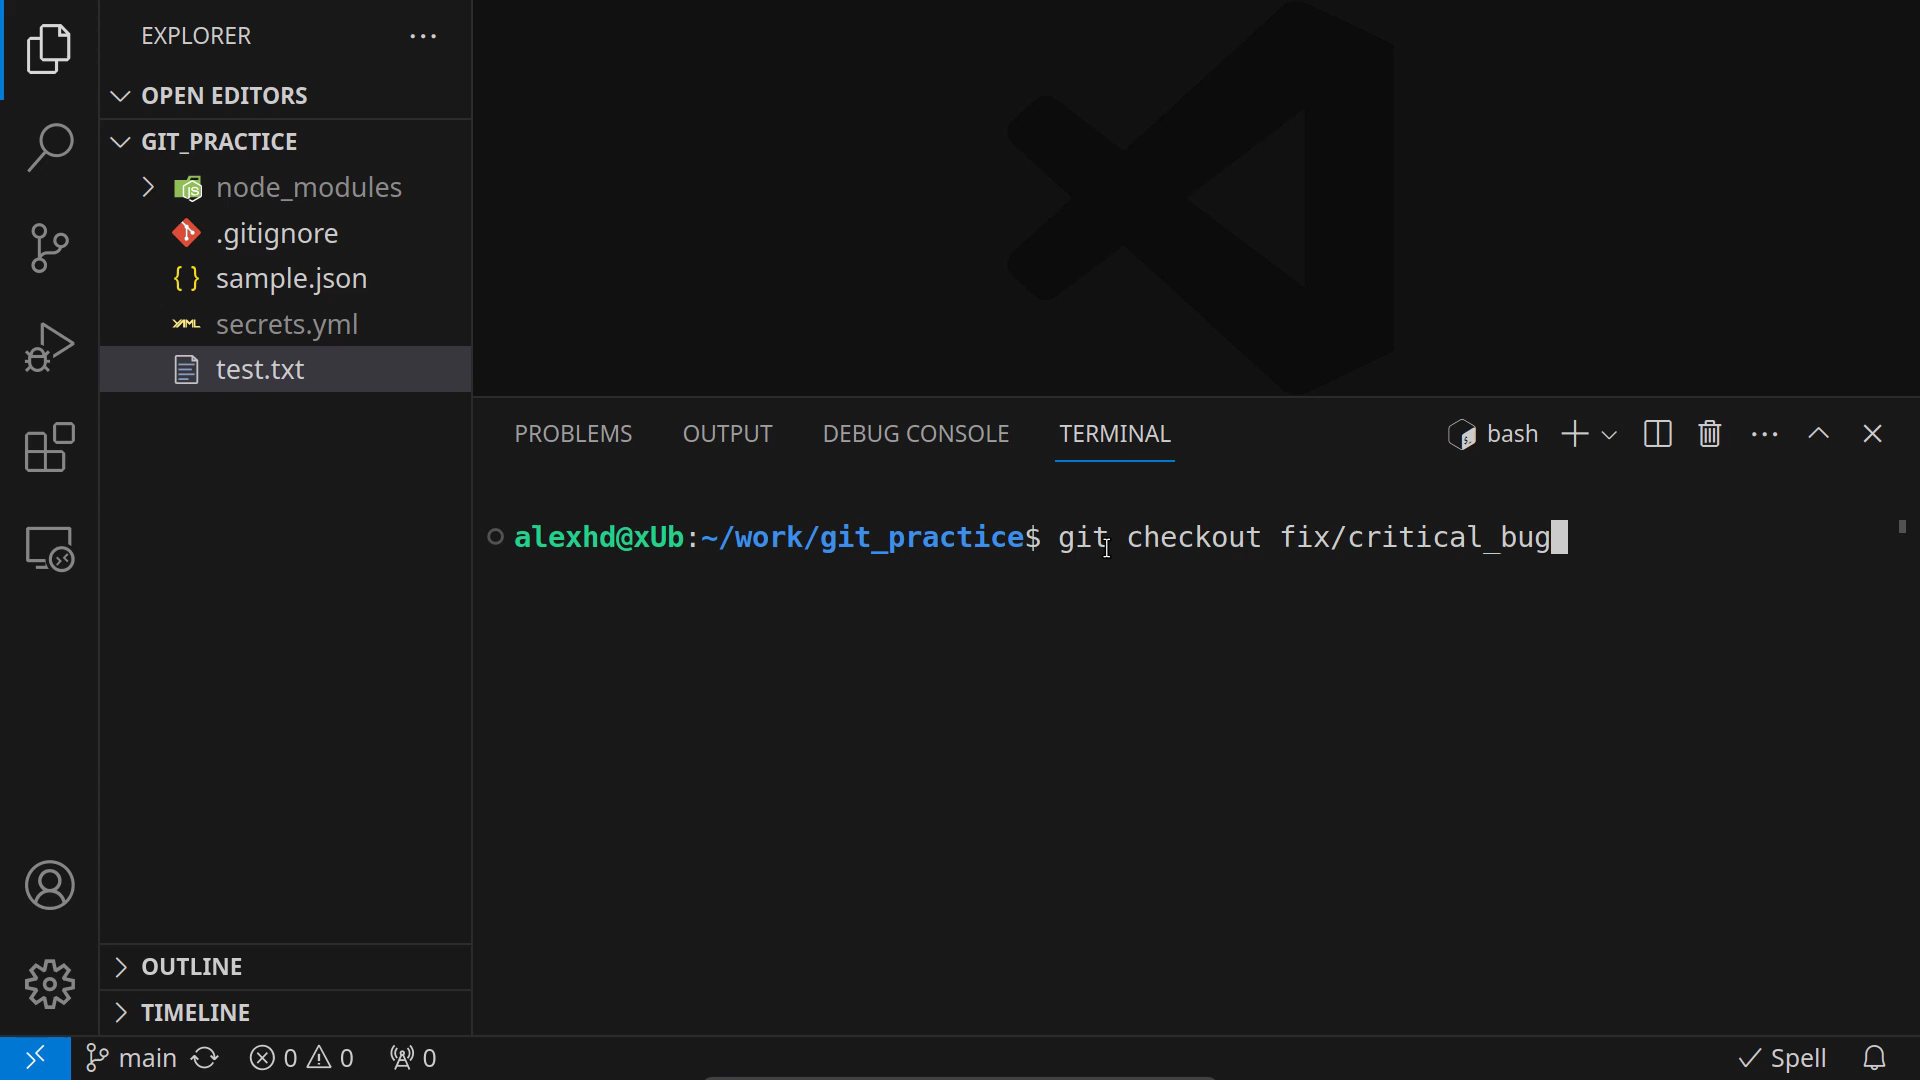 EXPLORER
OPEN EDITORS
GIT_PRACTICE
node_modules
.gitignore
sample.json
secrets.yml
test.txt
PROBLEMS OUTPUT DEBUG CONSOLE TERMINAL bash
alexhd@xUb:~/work/git_practice$ git checkout fix/critical_bug
OUTLINE
TIMELINE
main 0 0 0 Spell